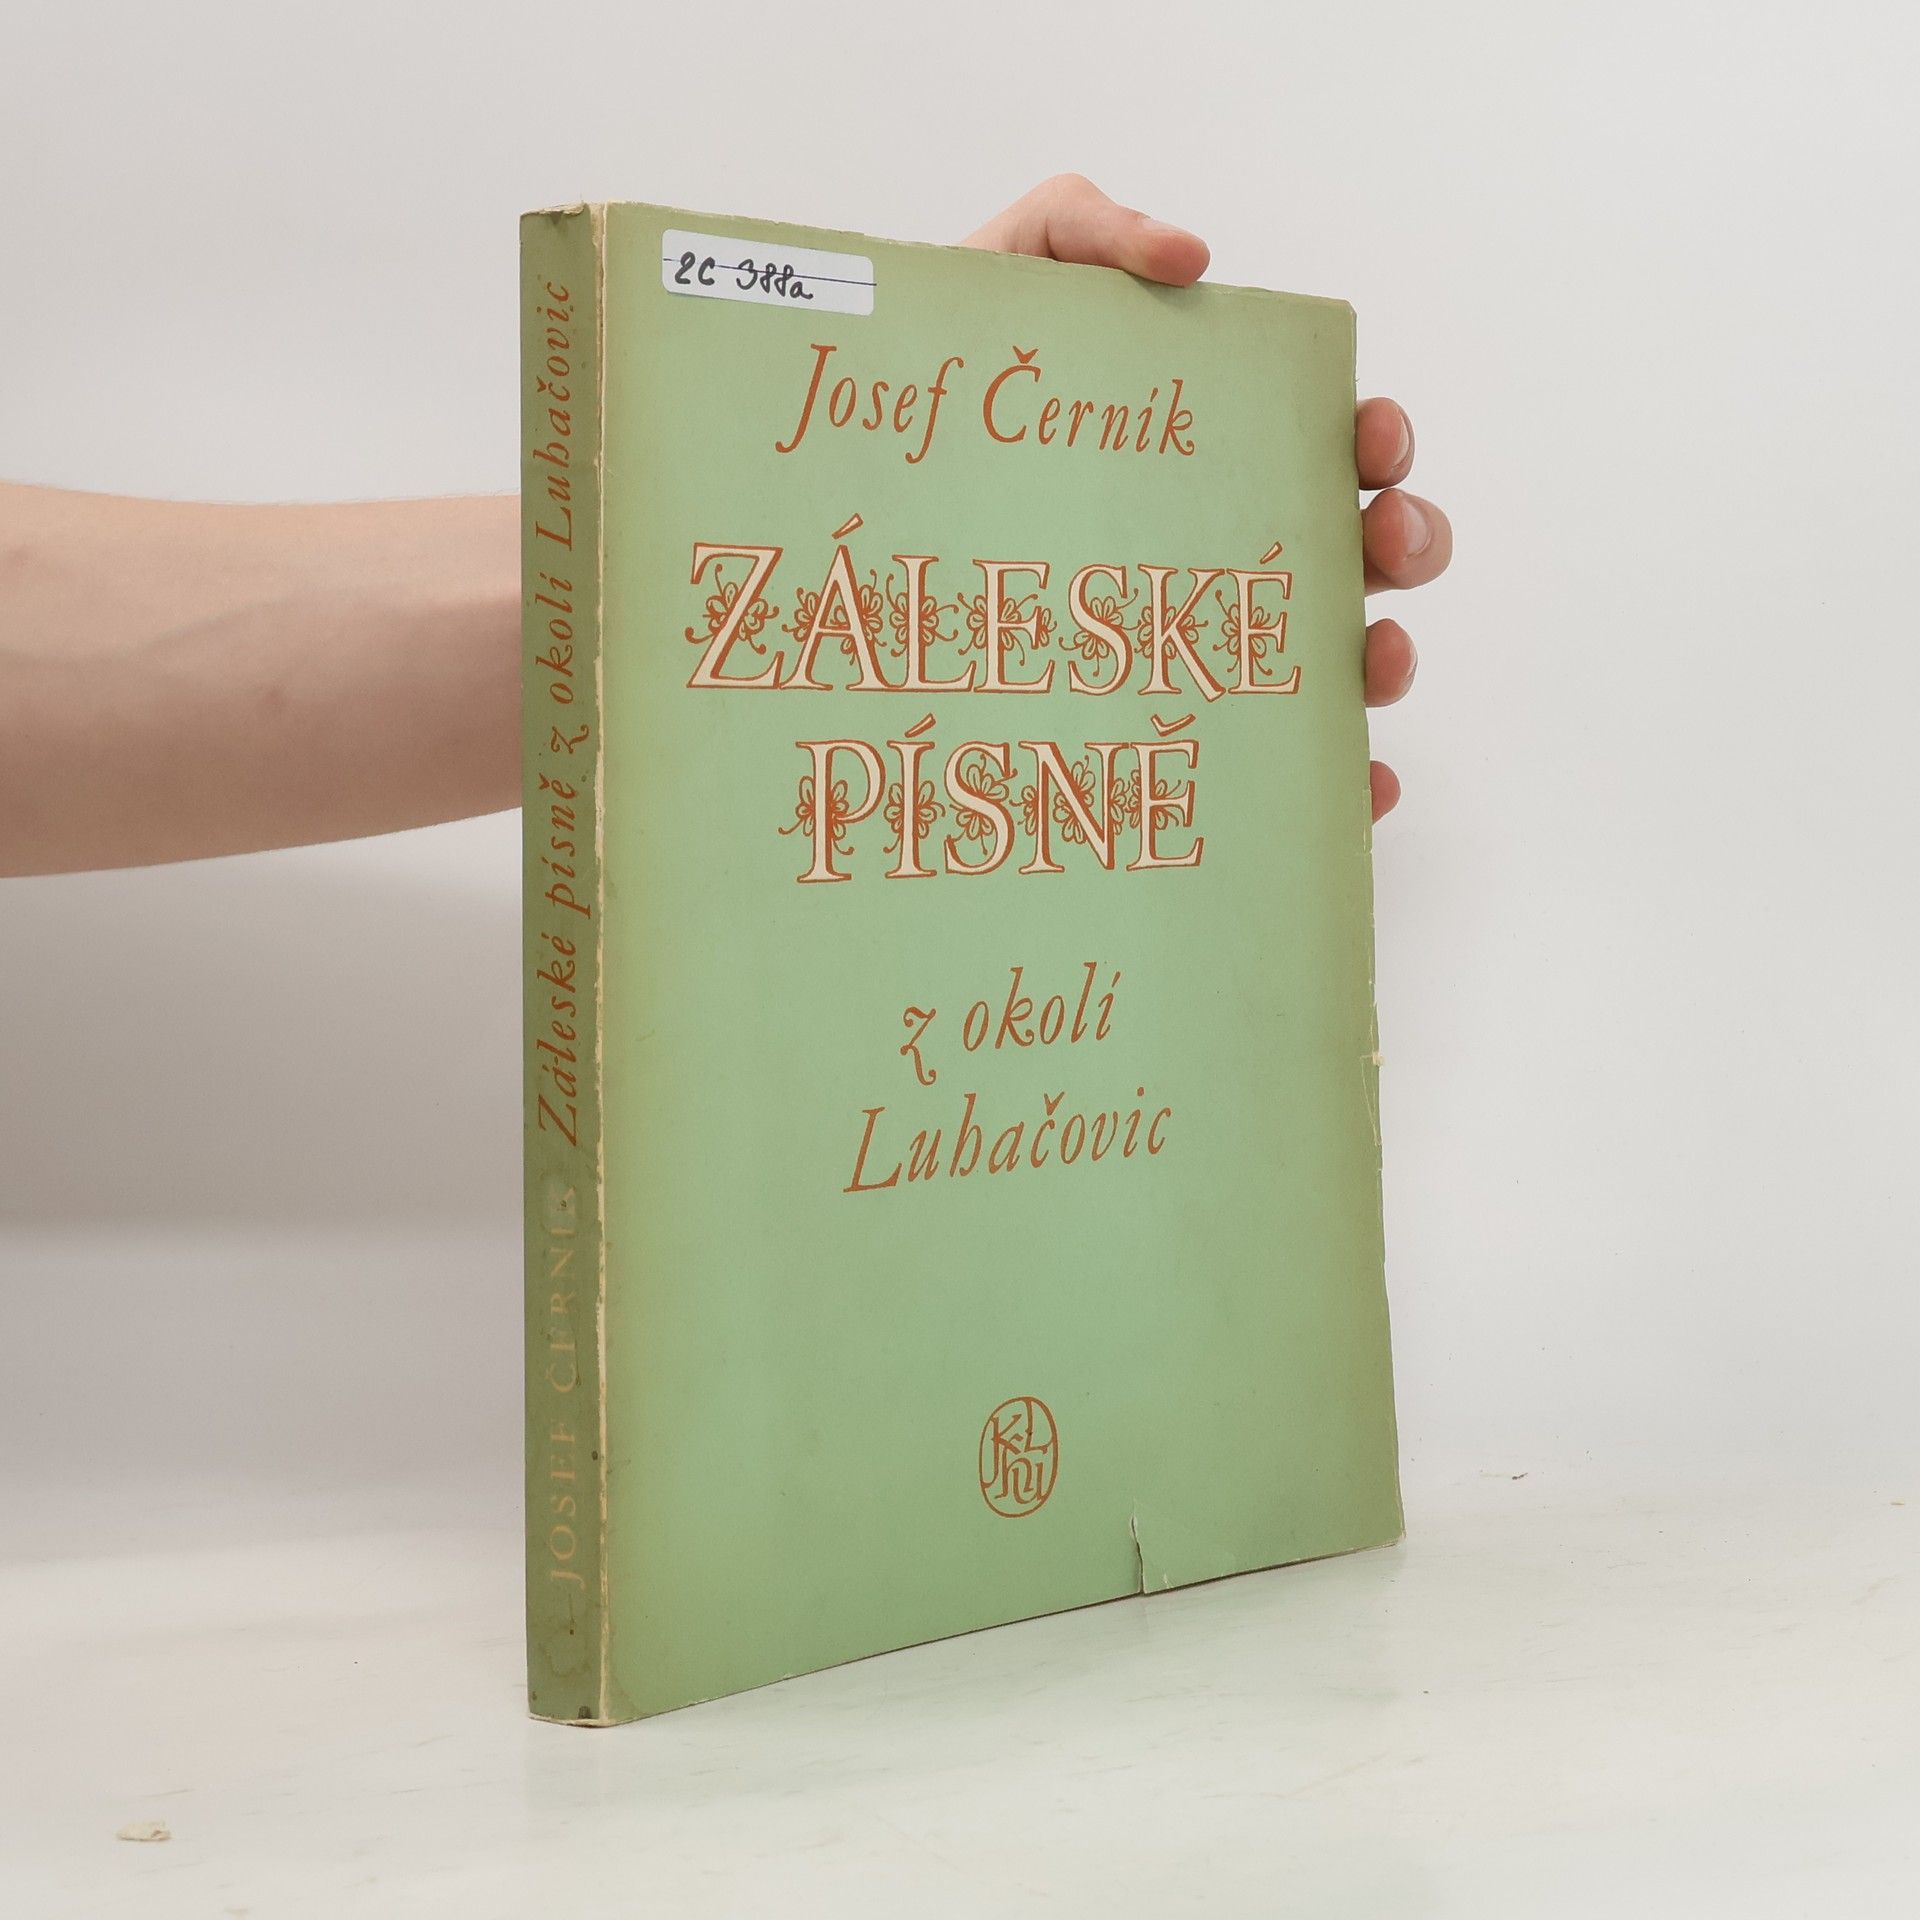 2C 388a
Josef Černík
ZÁLESKÉ
PÍSNĚ
z okolí
Luhačovic
JOSEF ČERNÍK Záleské písně z okolí Luhačovic